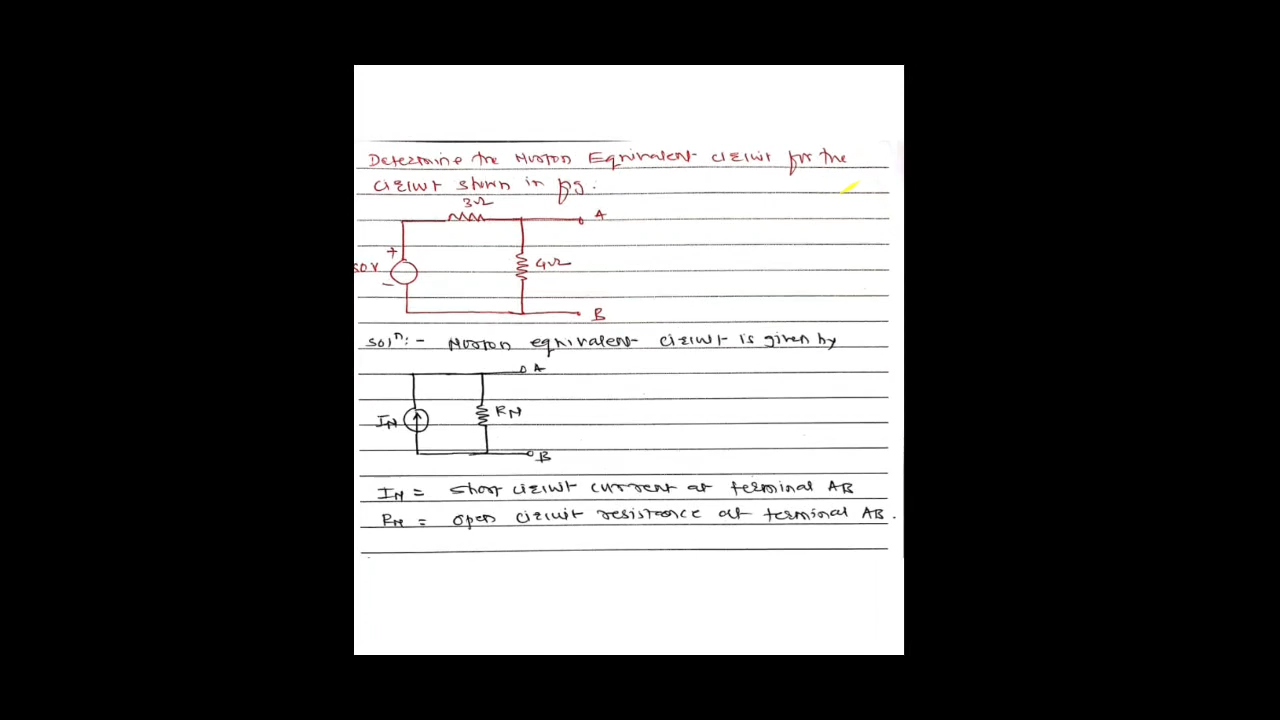 Determine the Norton Equivalent circuit for the
circuit shown in fig.
3Ω
A
+
50V
4Ω
-
B
Solⁿ:- Norton equivalent circuit is given by
A
IN
RN
B
IN = short circuit current at terminal AB
RN = open circuit resistance at terminal AB.